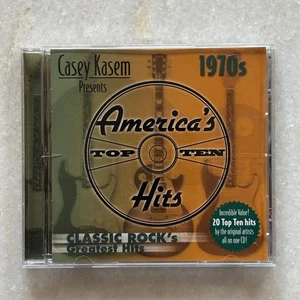 Casey Kasem
Presents
1970s
America's
TOP TEN
Hits
CLASSIC ROCK's
Greatest Hits
Incredible Value!
20 Top Ten hits
by the original artists
all on one CD!